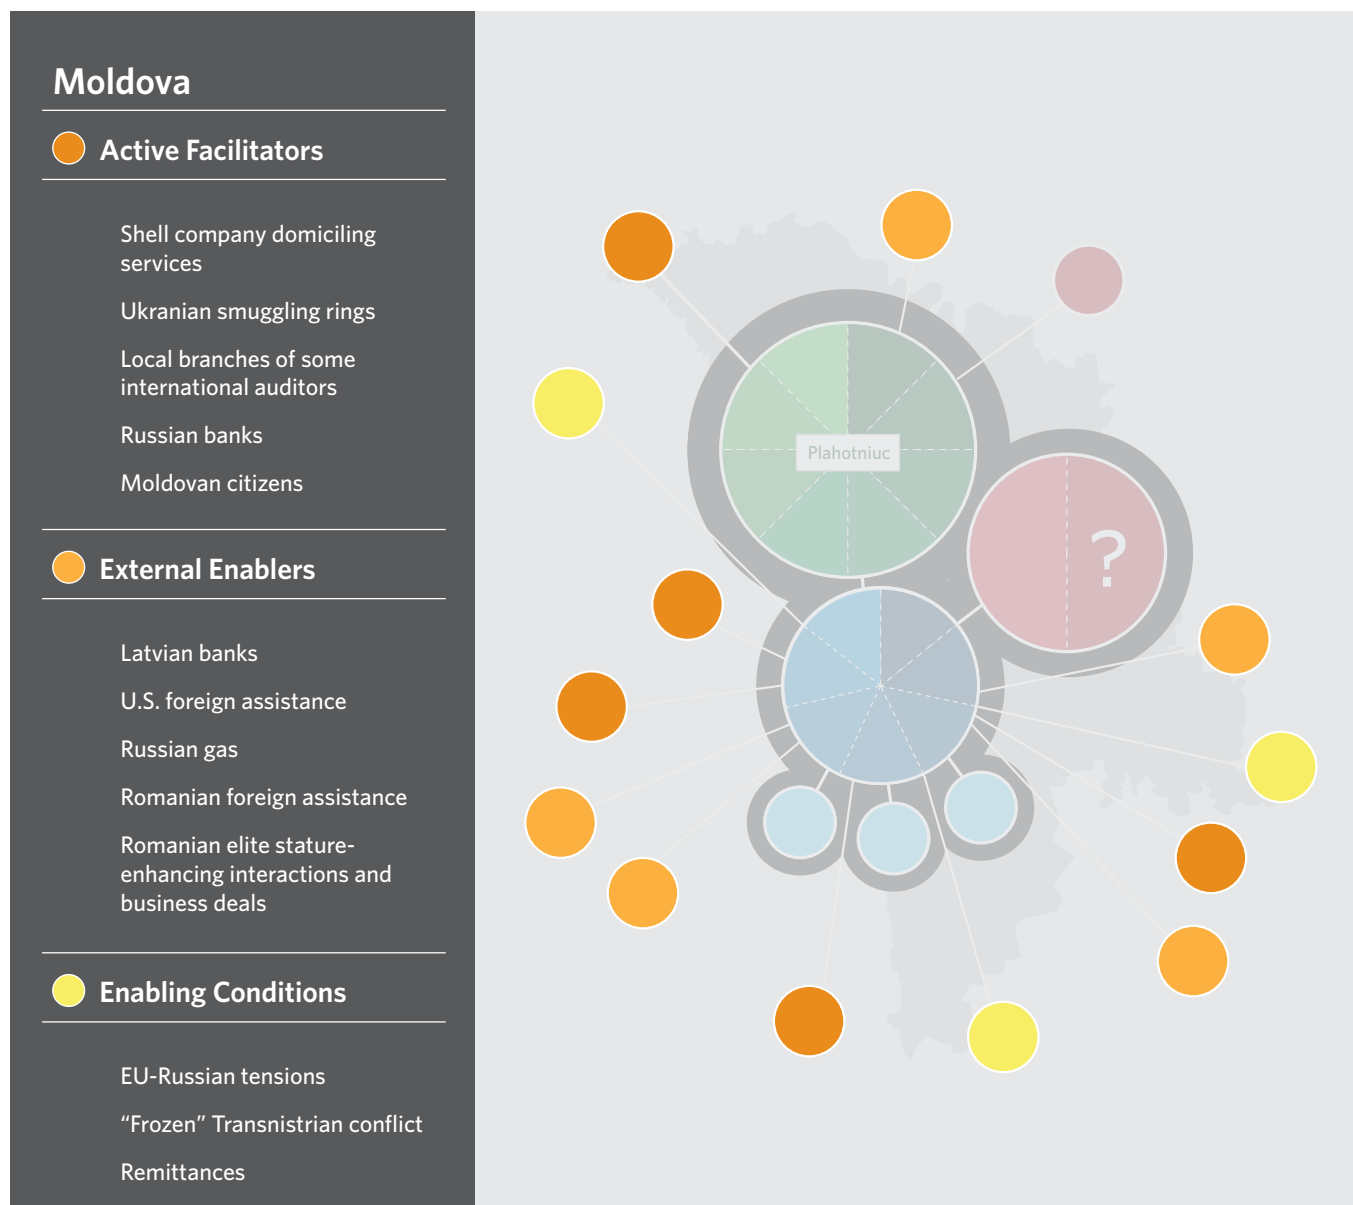 Moldova
Active Facilitators
Shell company domiciling
services
Ukranian smuggling rings
Local branches of some
international auditors
Russian banks
Moldovan citizens
External Enablers
Latvian banks
U.S. foreign assistance
Russian gas
Romanian foreign assistance
Romanian elite stature-
enhancing interactions and
business deals
Enabling Conditions
EU-Russian tensions
“Frozen” Transnistrian conflict
Remittances
Plahotniuc
?